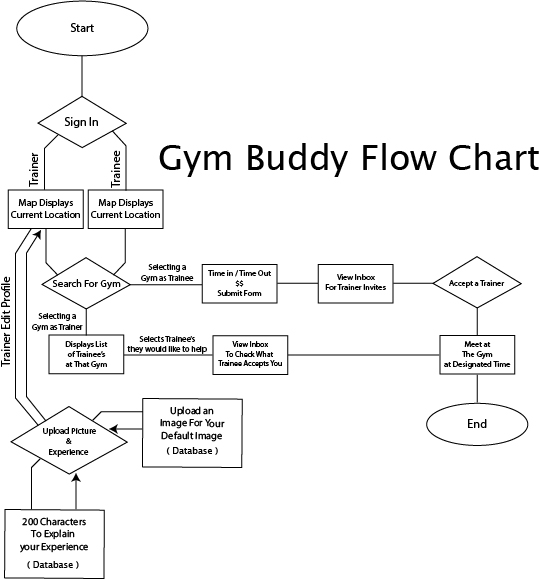 Start
Sign In
Gym Buddy Flow Chart
Trainer
Trainee
Map Displays
Current Location
Map Displays
Current Location
Search For Gym
Selecting a
Gym as Trainee
Time in / Time Out
$$
Submit Form
View Inbox
For Trainer Invites
Accept a Trainer
Selecting a
Gym as Trainer
Displays List
of Trainee's
at That Gym
Selects Trainee's
they would like to help
View Inbox
To Check What
Trainee Accepts You
Meet at
The Gym
at Designated Time
End
Trainer Edit Profile
Upload Picture
&
Experience
Upload an
Image For Your
Default Image
( Database )
200 Characters
To Explain
your Experience
( Database )